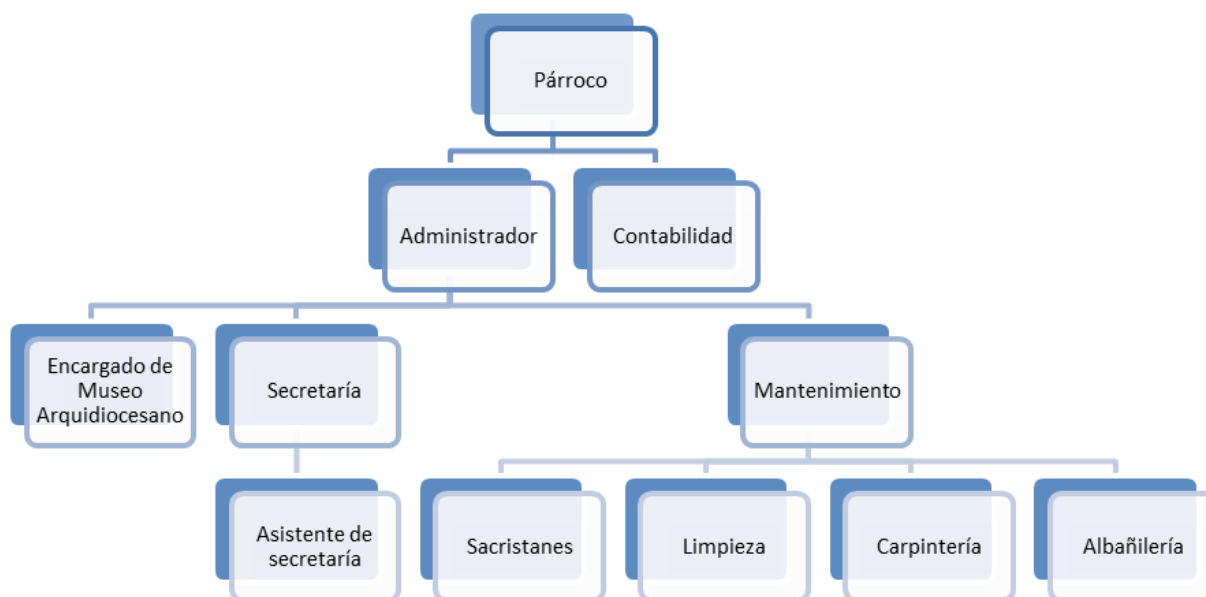 Párroco
Administrador
Contabilidad
Encargado de
Museo
Arquidiocesano
Secretaría
Mantenimiento
Asistente de
secretaría
Sacristanes
Limpieza
Carpintería
Albañilería